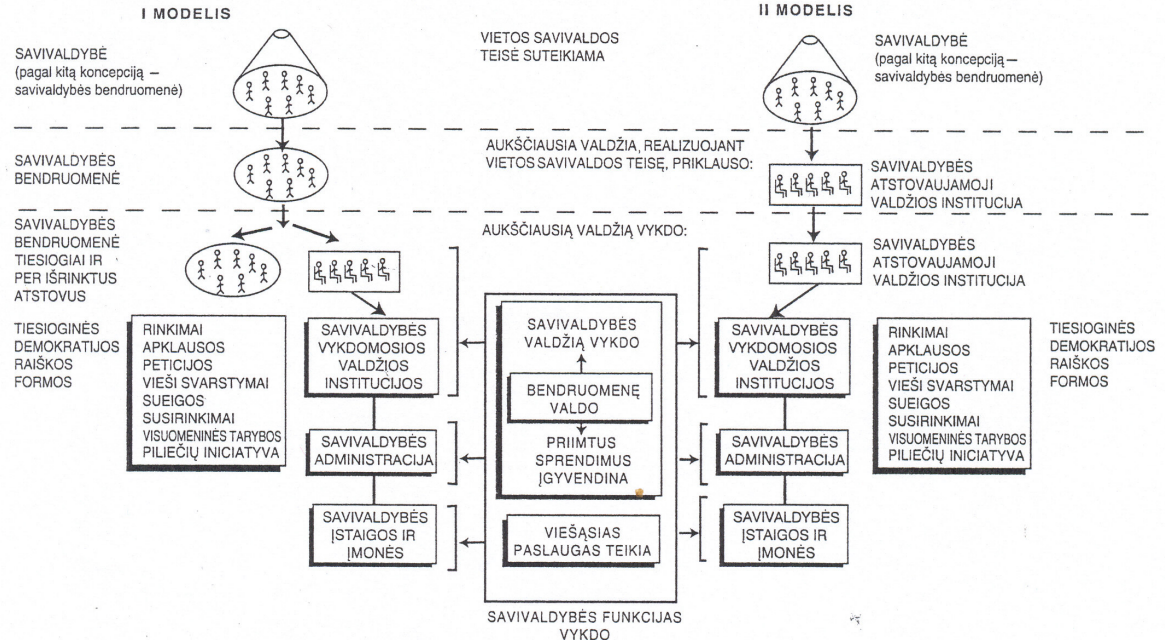 I MODELIS
II MODELIS
SAVIVALDYBĖ
(pagal kitą koncepciją —
savivaldybės bendruomenė)
VIETOS SAVIVALDOS
TEISĖ SUTEIKIAMA
SAVIVALDYBĖ
(pagal kitą koncepciją —
savivaldybės bendruomenė)
SAVIVALDYBĖS
BENDRUOMENĖ
AUKŠČIAUSIA VALDŽIA, REALIZUOJANT
VIETOS SAVIVALDOS TEISĘ, PRIKLAUSO:
SAVIVALDYBĖS
ATSTOVAUJAMOJI
VALDŽIOS INSTITUCIJA
SAVIVALDYBĖS
BENDRUOMENĖ
TIESIOGIAI IR
PER IŠRINKTUS
ATSTOVUS
AUKŠČIAUSIĄ VALDŽIĄ VYKDO:
SAVIVALDYBĖS
ATSTOVAUJAMOJI
VALDŽIOS INSTITUCIJA
TIESIOGINĖS
DEMOKRATIJOS
RAIŠKOS
FORMOS
RINKIMAI
APKLAUSOS
PETICIJOS
VIEŠI SVARSTYMAI
SUEIGOS
SUSIRINKIMAI
VISUOMENINĖS TARYBOS
PILIEČIŲ INICIATYVA
SAVIVALDYBĖS
VYKDOMOSIOS
VALDŽIOS
INSTITUCIJOS
SAVIVALDYBĖS
ADMINISTRACIJA
SAVIVALDYBĖS
ĮSTAIGOS IR
ĮMONĖS
SAVIVALDYBĖS
VALDŽIĄ VYKDO
BENDRUOMENĘ
VALDO
PRIIMTUS
SPRENDIMUS
ĮGYVENDINA
VIEŠĄSIAS
PASLAUGAS TEIKIA
SAVIVALDYBĖS FUNKCIJAS
VYKDO
SAVIVALDYBĖS
VYKDOMOSIOS
VALDŽIOS
INSTITUCIJOS
SAVIVALDYBĖS
ADMINISTRACIJA
SAVIVALDYBĖS
ĮSTAIGOS IR
ĮMONĖS
RINKIMAI
APKLAUSOS
PETICIJOS
VIEŠI SVARSTYMAI
SUEIGOS
SUSIRINKIMAI
VISUOMENINĖS TARYBOS
PILIEČIŲ INICIATYVA
TIESIOGINĖS
DEMOKRATIJOS
RAIŠKOS
FORMOS